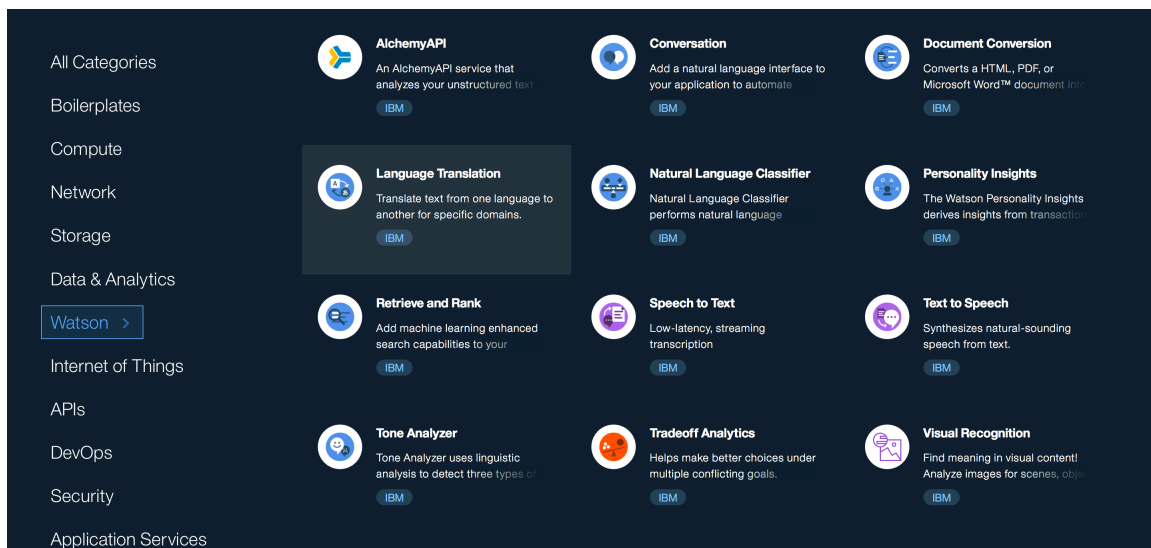 All Categories
Boilerplates
Compute
Network
Storage
Data & Analytics
Watson >
Internet of Things
APIs
DevOps
Security
Application Services
AlchemyAPI
An AlchemyAPI service that
analyzes your unstructured text
IBM
Conversation
Add a natural language interface to
your application to automate
IBM
Document Conversion
Converts a HTML, PDF, or
Microsoft Word™ document into
IBM
Language Translation
Translate text from one language to
another for specific domains.
IBM
Natural Language Classifier
Natural Language Classifier
performs natural language
IBM
Personality Insights
The Watson Personality Insights
derives insights from transaction
IBM
Retrieve and Rank
Add machine learning enhanced
search capabilities to your
IBM
Speech to Text
Low-latency, streaming
transcription
IBM
Text to Speech
Synthesizes natural-sounding
speech from text.
IBM
Tone Analyzer
Tone Analyzer uses linguistic
analysis to detect three types of
IBM
Tradeoff Analytics
Helps make better choices under
multiple conflicting goals.
IBM
Visual Recognition
Find meaning in visual content!
Analyze images for scenes, obje
IBM